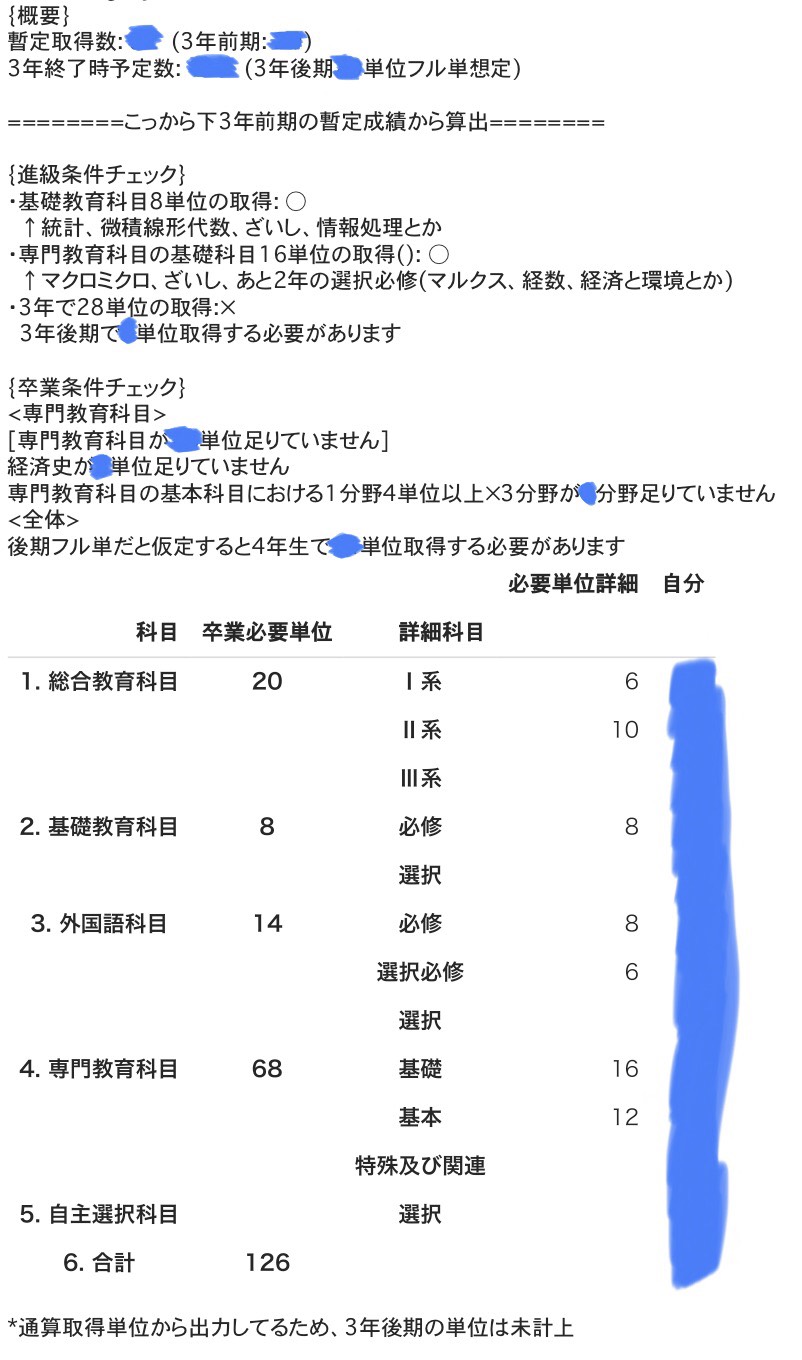 {概要}
暫定取得数: (3年前期: )
3年終了時予定数: (3年後期 単位フル単想定)
========こっから下3年前期の暫定成績から算出========
{進級条件チェック}
・基礎教育科目8単位の取得: ○
↑統計、微積線形代数、ざいし、情報処理とか
・専門教育科目の基礎科目16単位の取得(): ○
↑マクロミクロ、ざいし、あと2年の選択必修(マルクス、経数、経済と環境とか)
・3年で28単位の取得:×
3年後期で 単位取得する必要があります
{卒業条件チェック}
<専門教育科目>
[専門教育科目が 単位足りていません]
経済史が 単位足りていません
専門教育科目の基本科目における1分野4単位以上×3分野が 分野足りていません
<全体>
後期フル単だと仮定すると4年生で 単位取得する必要があります
必要単位詳細 自分
科目 卒業必要単位 詳細科目
1. 総合教育科目 20 Ⅰ系 6
Ⅱ系 10
Ⅲ系
2. 基礎教育科目 8 必修 8
選択
3. 外国語科目 14 必修 8
選択必修 6
選択
4. 専門教育科目 68 基礎 16
基本 12
特殊及び関連
5. 自主選択科目 選択
6. 合計 126
*通算取得単位から出力してるため、3年後期の単位は未計上